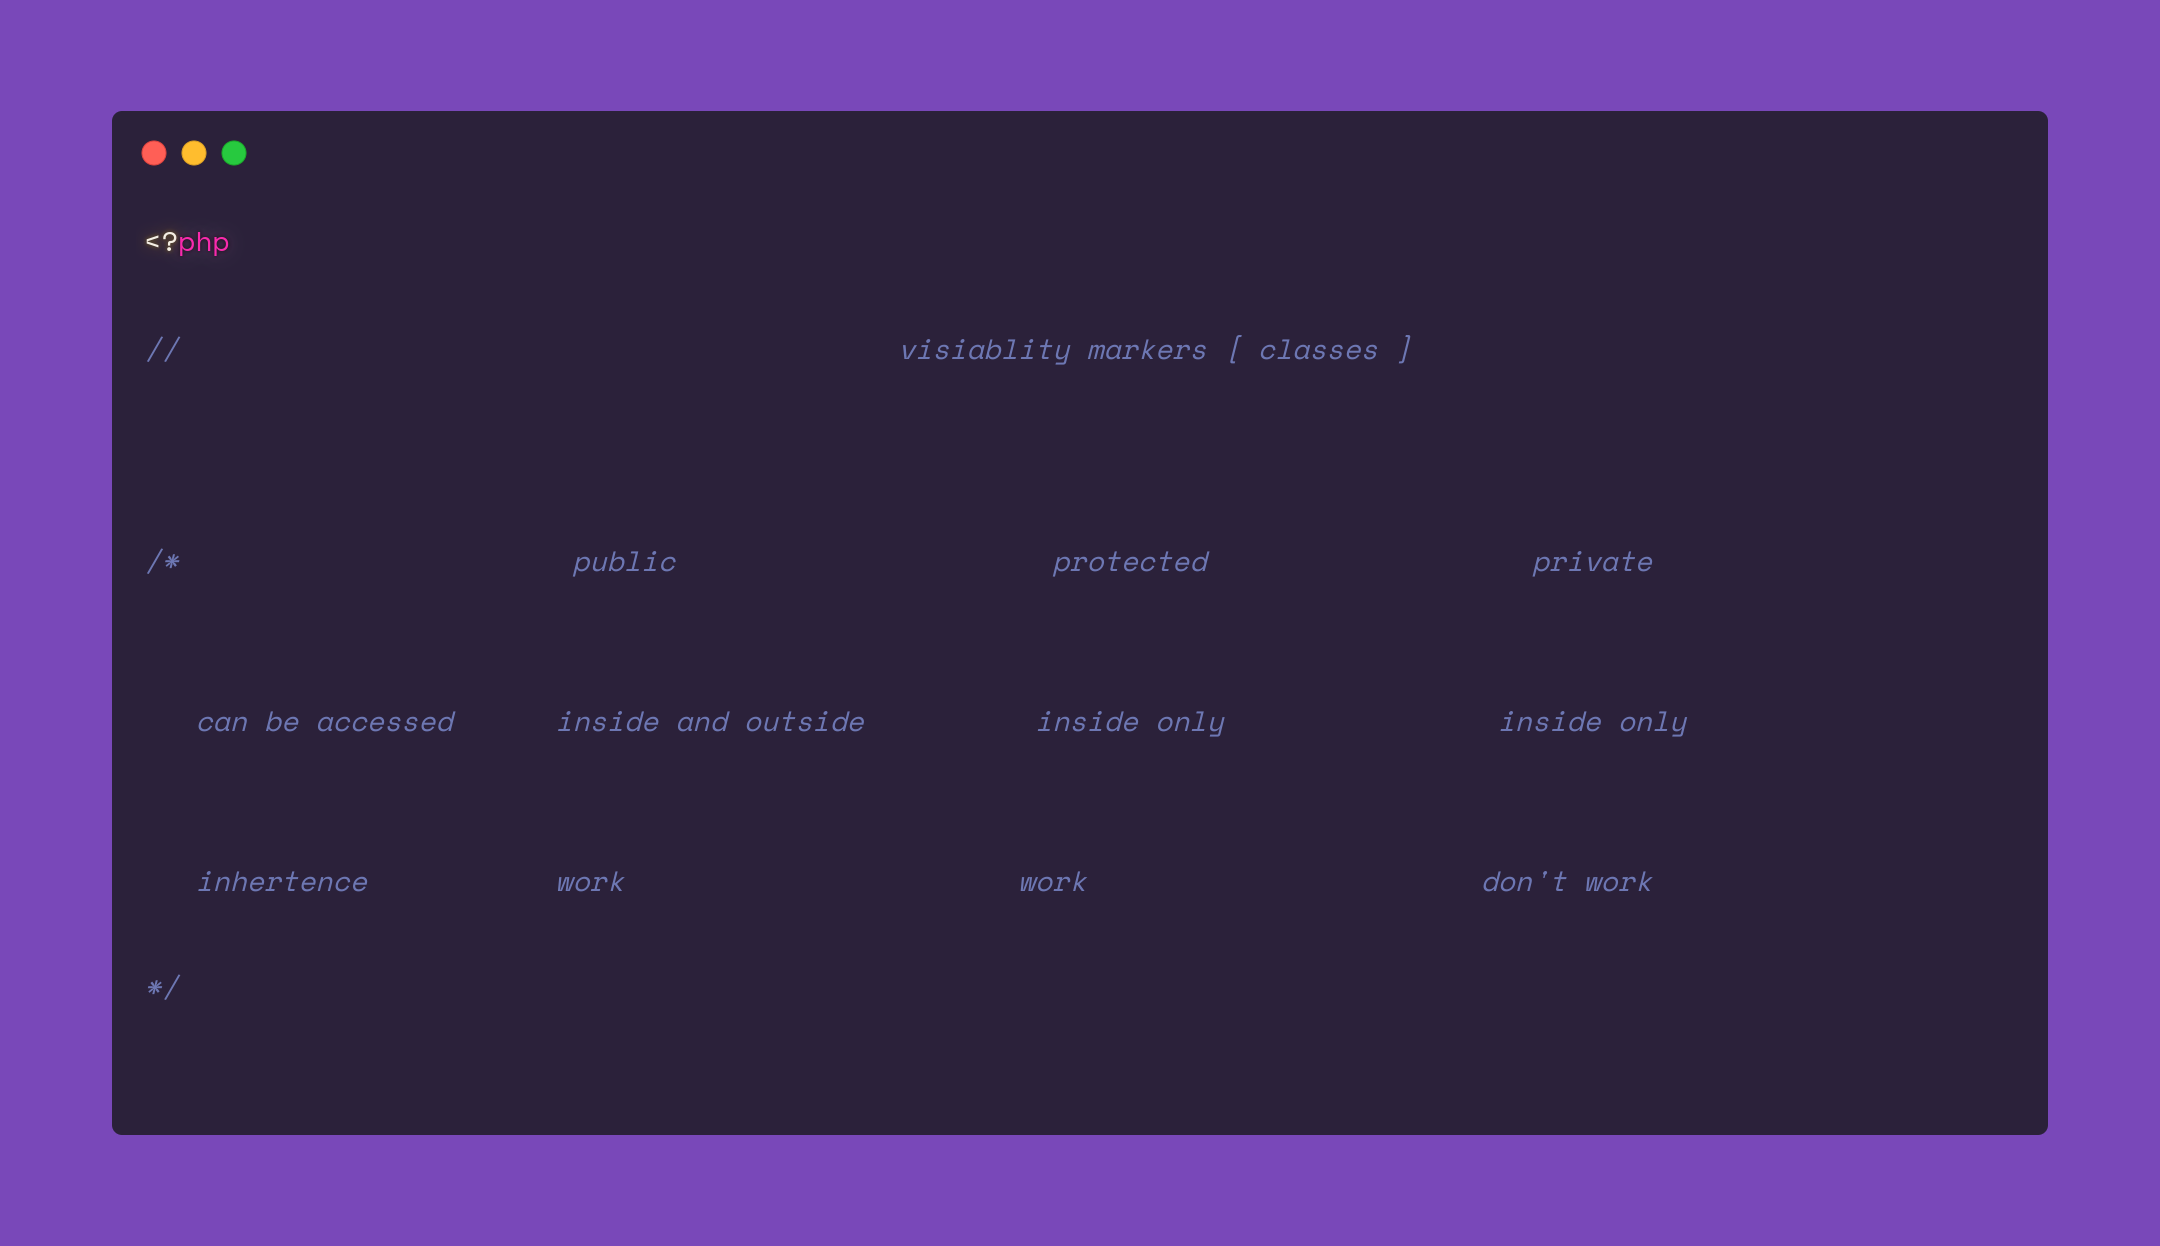 <?php
// visiablity markers [ classes ]
/* public protected private
can be accessed inside and outside inside only inside only
inhertence work work don't work
*/